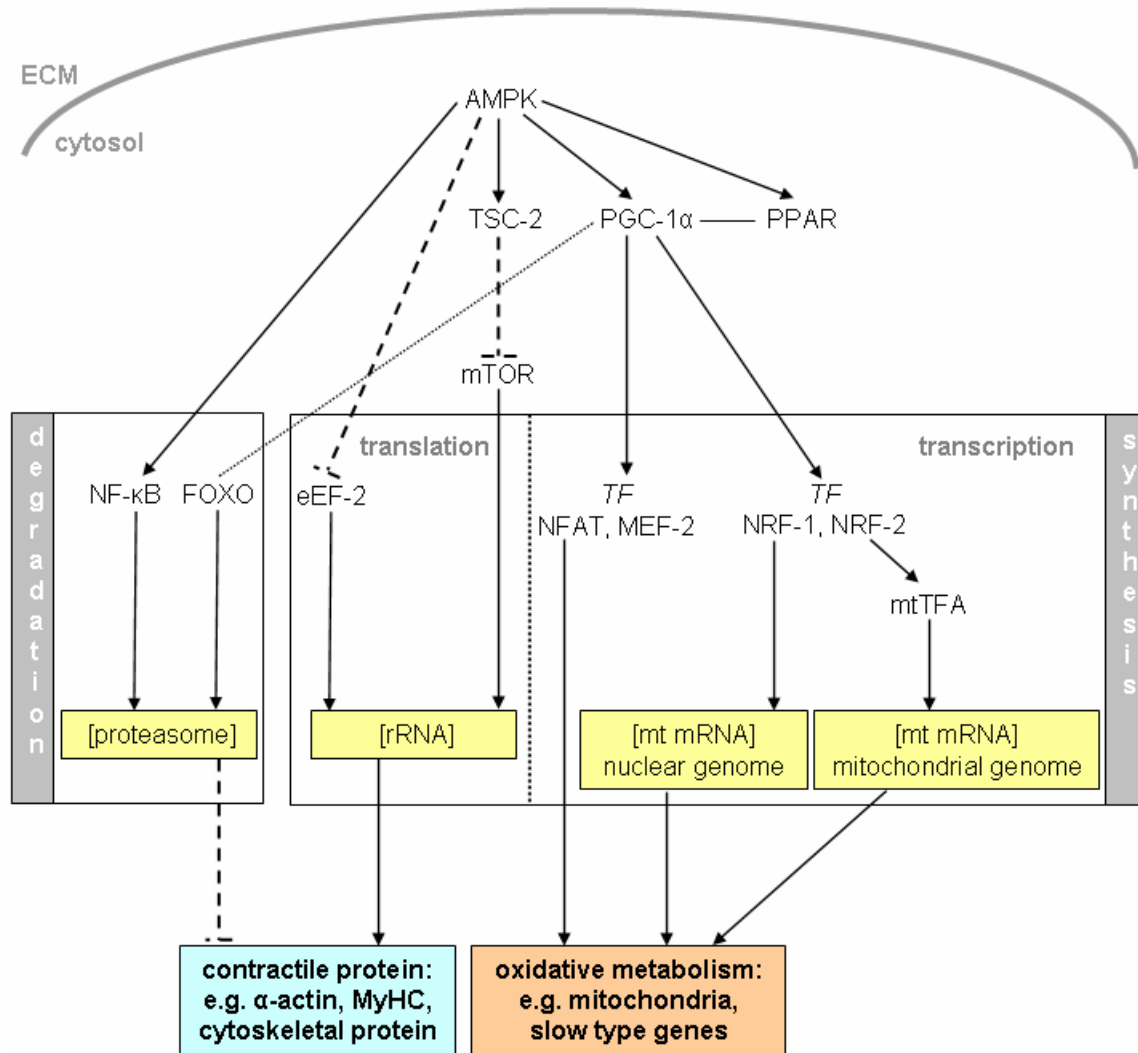 ECM
AMPK
cytosol
TSC-2
PGC-1α
PPAR
mTOR
degradation
translation
transcription
synthesis
NF-κB
FOXO
eEF-2
TF
NFAT, MEF-2
TF
NRF-1, NRF-2
mtTFA
[proteasome]
[rRNA]
[mt mRNA]
nuclear genome
[mt mRNA]
mitochondrial genome
contractile protein:
e.g. α-actin, MyHC,
cytoskeletal protein
oxidative metabolism:
e.g. mitochondria,
slow type genes